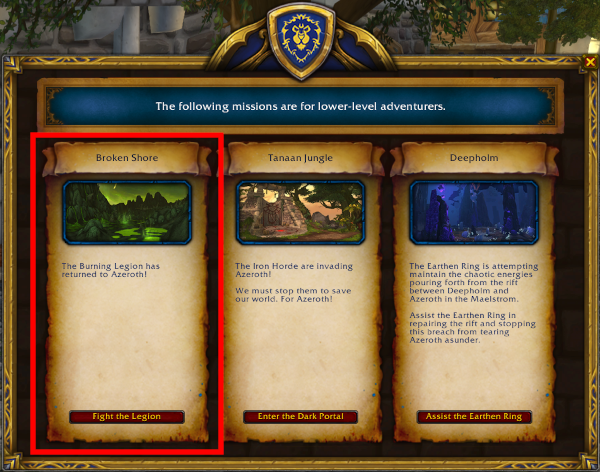 The following missions are for lower-level adventurers.
Broken Shore
The Burning Legion has
returned to Azeroth!
Fight the Legion
Tanaan Jungle
The Iron Horde are invading
Azeroth!
We must stop them to save
our world. For Azeroth!
Enter the Dark Portal
Deepholm
The Earthen Ring is attempting
maintain the chaotic energies
pouring forth from the rift
between Deepholm and
Azeroth in the Maelstrom.
Assist the Earthen Ring in
repairing the rift and stopping
this breach from tearing
Azeroth asunder.
Assist the Earthen Ring